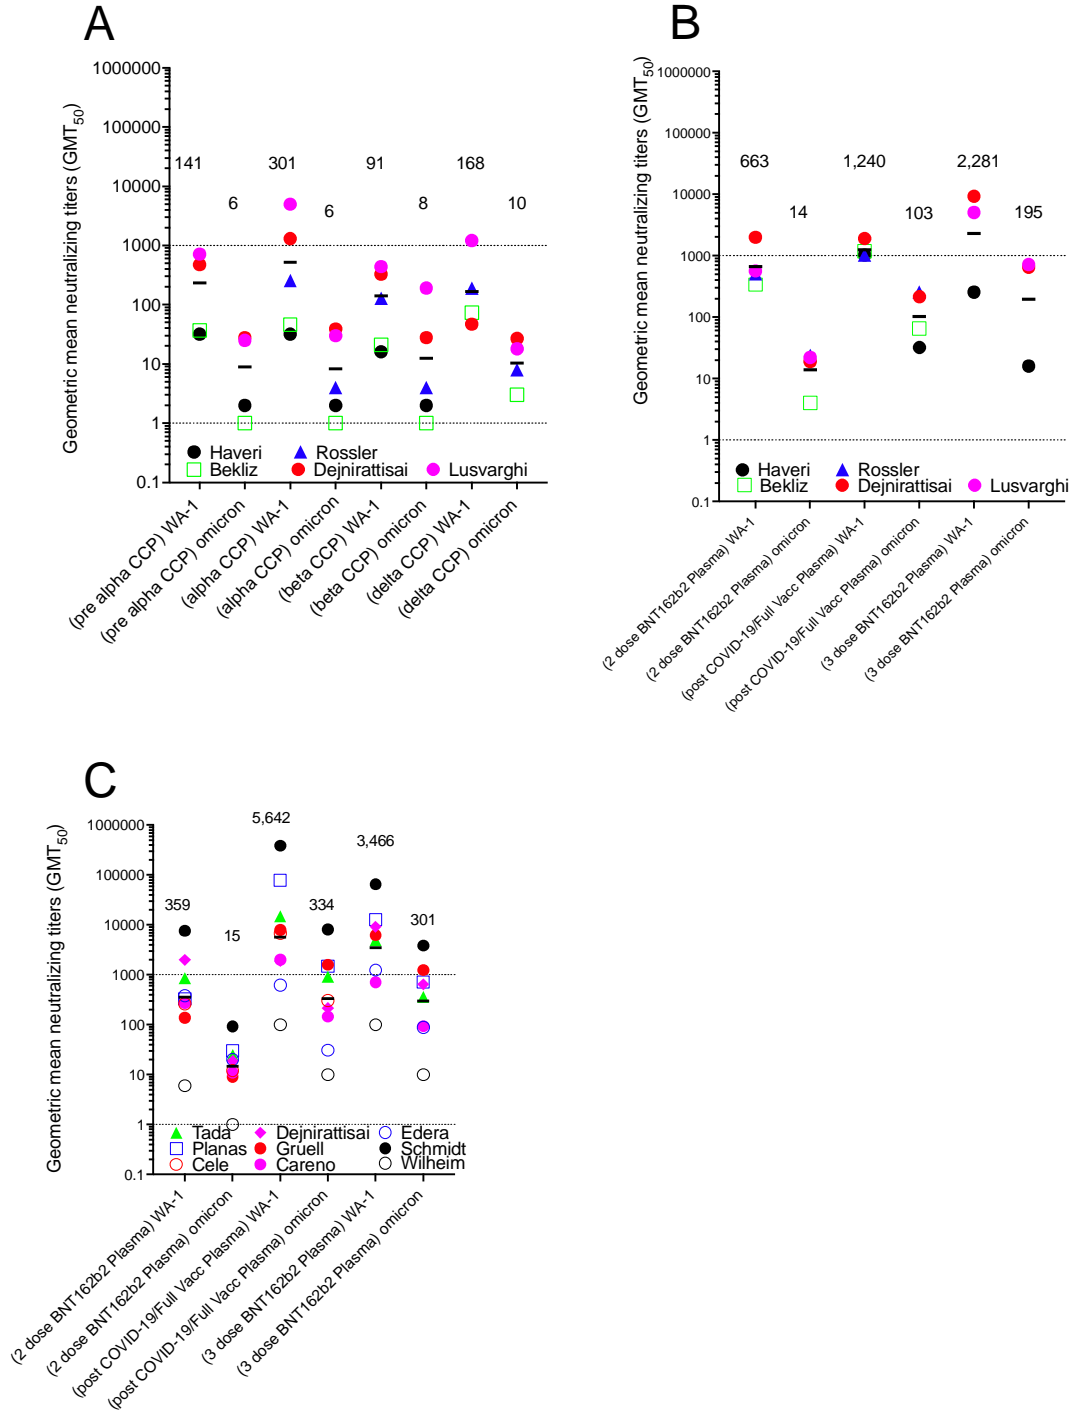 A
Geometric mean neutralizing titers (GMT50)
1000000
100000
10000
1000
100
10
1
0.1
141
6
301
6
91
8
168
10
Haveri
Rossler
Bekliz
Dejnirattisai
Lusvarghi
(pre alpha CCP) WA-1
(pre alpha CCP) omicron
(alpha CCP) WA-1
(alpha CCP) omicron
(beta CCP) WA-1
(beta CCP) omicron
(delta CCP) WA-1
(delta CCP) omicron
B
Geometric mean neutralizing titers (GMT50)
1000000
100000
10000
1000
100
10
1
0.1
663
14
1,240
103
2,281
195
Haveri
Rossler
Bekliz
Dejnirattisai
Lusvarghi
(2 dose BNT162b2 Plasma) WA-1
(2 dose BNT162b2 Plasma) omicron
(post COVID-19/Full Vacc Plasma) WA-1
(post COVID-19/Full Vacc Plasma) omicron
(3 dose BNT162b2 Plasma) WA-1
(3 dose BNT162b2 Plasma) omicron
C
Geometric mean neutralizing titers (GMT50)
1000000
100000
10000
1000
100
10
1
0.1
359
15
5,642
334
3,466
301
Tada
Dejnirattisai
Edera
Planas
Gruell
Schmidt
Cele
Careno
Wilheim
(2 dose BNT162b2 Plasma) WA-1
(2 dose BNT162b2 Plasma) omicron
(post COVID-19/Full Vacc Plasma) WA-1
(post COVID-19/Full Vacc Plasma) omicron
(3 dose BNT162b2 Plasma) WA-1
(3 dose BNT162b2 Plasma) omicron